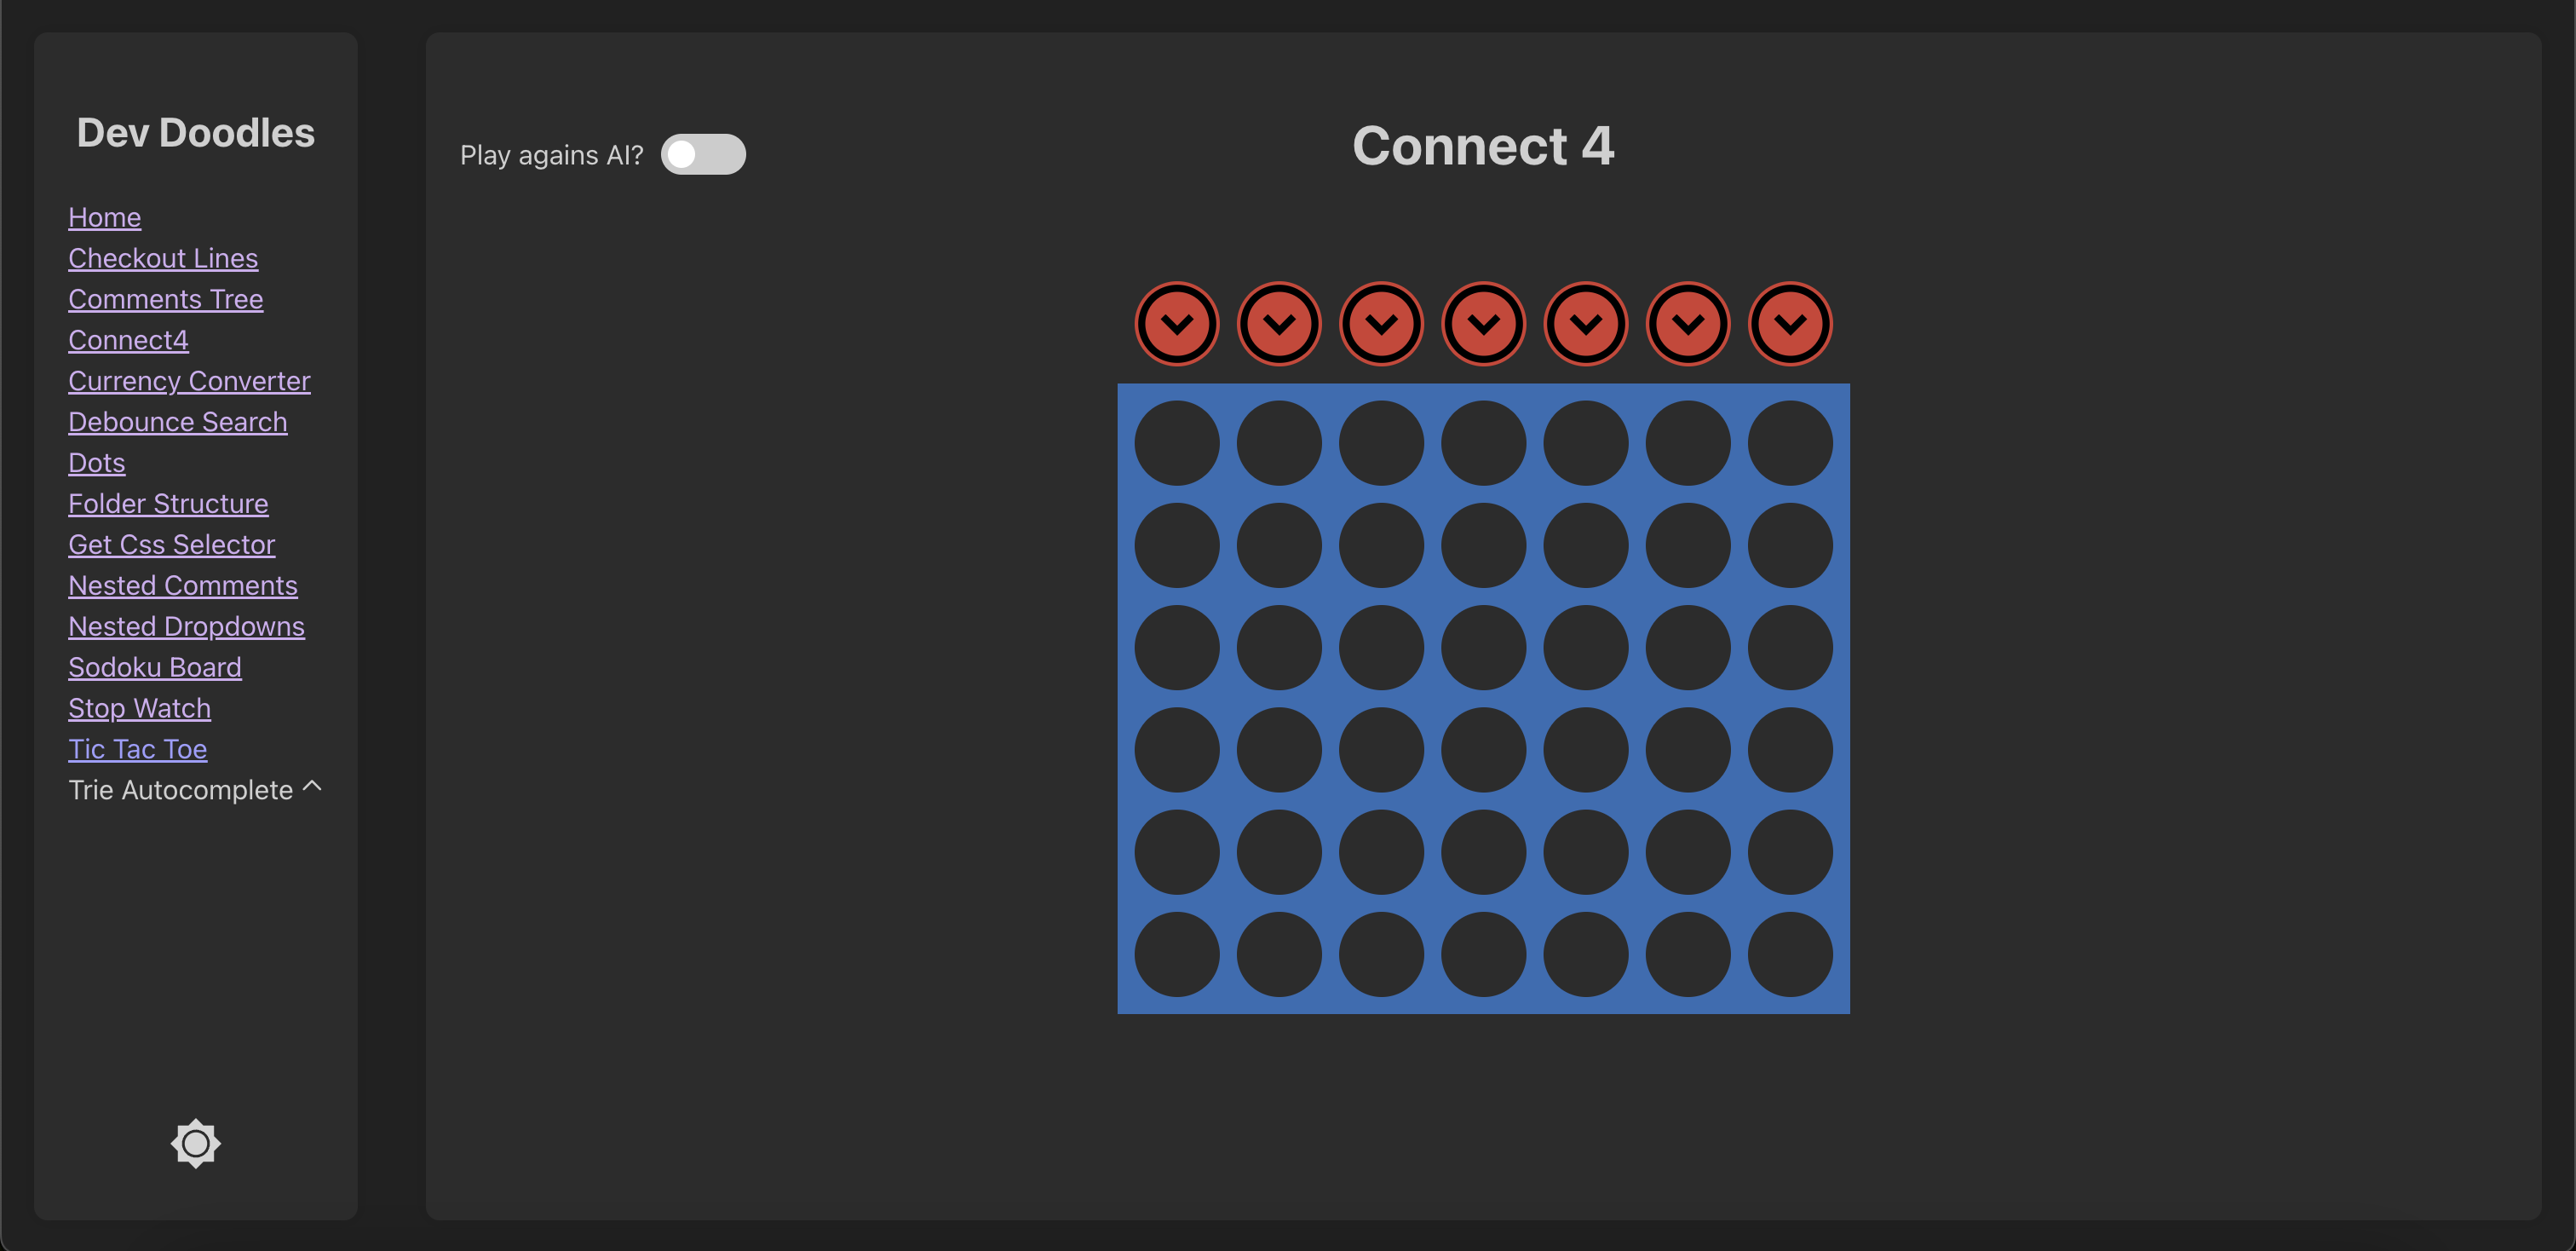 Dev Doodles
Home
Checkout Lines
Comments Tree
Connect4
Currency Converter
Debounce Search
Dots
Folder Structure
Get Css Selector
Nested Comments
Nested Dropdowns
Sodoku Board
Stop Watch
Tic Tac Toe
Trie Autocomplete
Play agains AI?
Connect 4